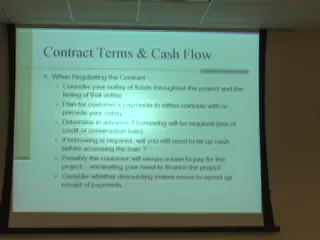 Contract Terms & Cash Flow
When Negotiating the Contract
Consider your outlay of funds throughout the project and the
timing of that outlay
Plan for customer's payments to either coincide with or
precede your outlay
Determine in advance if borrowing will be required (line of
credit or construction loan)
If borrowing is required, will you still need to tie up cash
before accessing the loan ?
Possibly the customer will secure a loan to pay for the
project - eliminating your need to finance the project
Consider whether discounting makes sense to speed up
receipt of payments